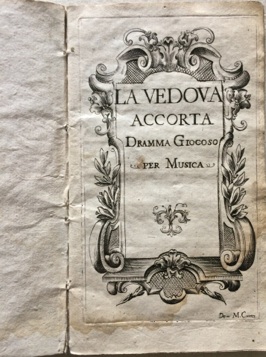 LA VEDOVA
ACCORTA
DRAMMA GIOCOSO
PER MUSICA